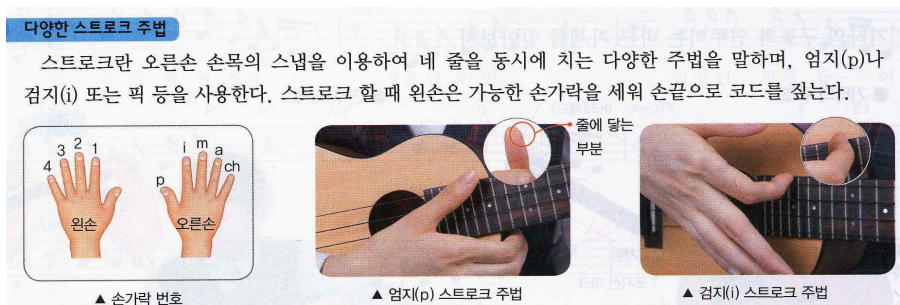 다양한 스트로크 주법
스트로크란 오른손 손목의 스냅을 이용하여 네 줄을 동시에 치는 다양한 주법을 말하며, 엄지(p)나
검지(i) 또는 픽 등을 사용한다. 스트로크 할 때 왼손은 가능한 손가락을 세워 손끝으로 코드를 짚는다.
4 3 2 1
p i m a ch
왼손
오른손
줄에 닿는
부분
▲ 손가락 번호
▲ 엄지(p) 스트로크 주법
▲ 검지(i) 스트로크 주법